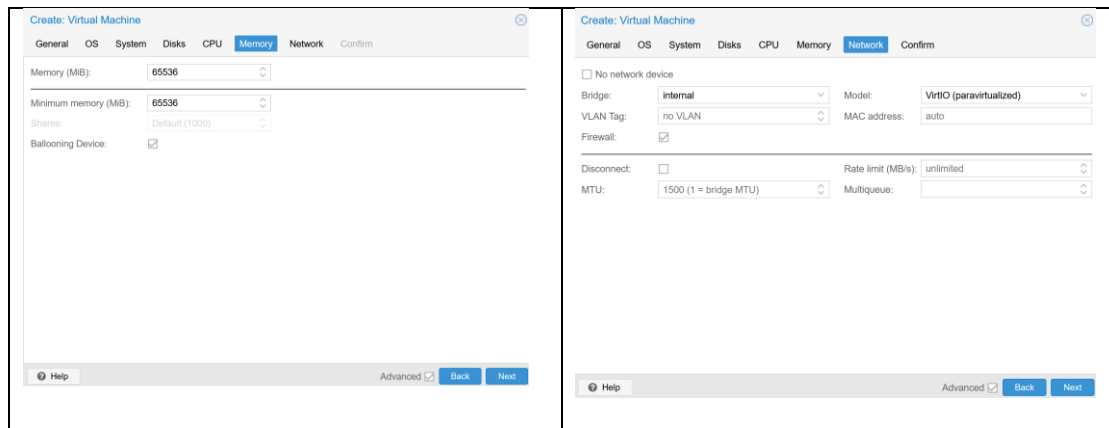 Create: Virtual Machine
General OS System Disks CPU Memory Network Confirm
Memory (MiB): 65536
Minimum memory (MiB): 65536
Shares: Default (1000)
Ballooning Device:
Help Advanced Back Next
Create: Virtual Machine
General OS System Disks CPU Memory Network Confirm
No network device
Bridge: internal Model: VirtIO (paravirtualized)
VLAN Tag: no VLAN MAC address: auto
Firewall:
Disconnect: Rate limit (MB/s): unlimited
MTU: 1500 (1 = bridge MTU) Multiqueue:
Help Advanced Back Next